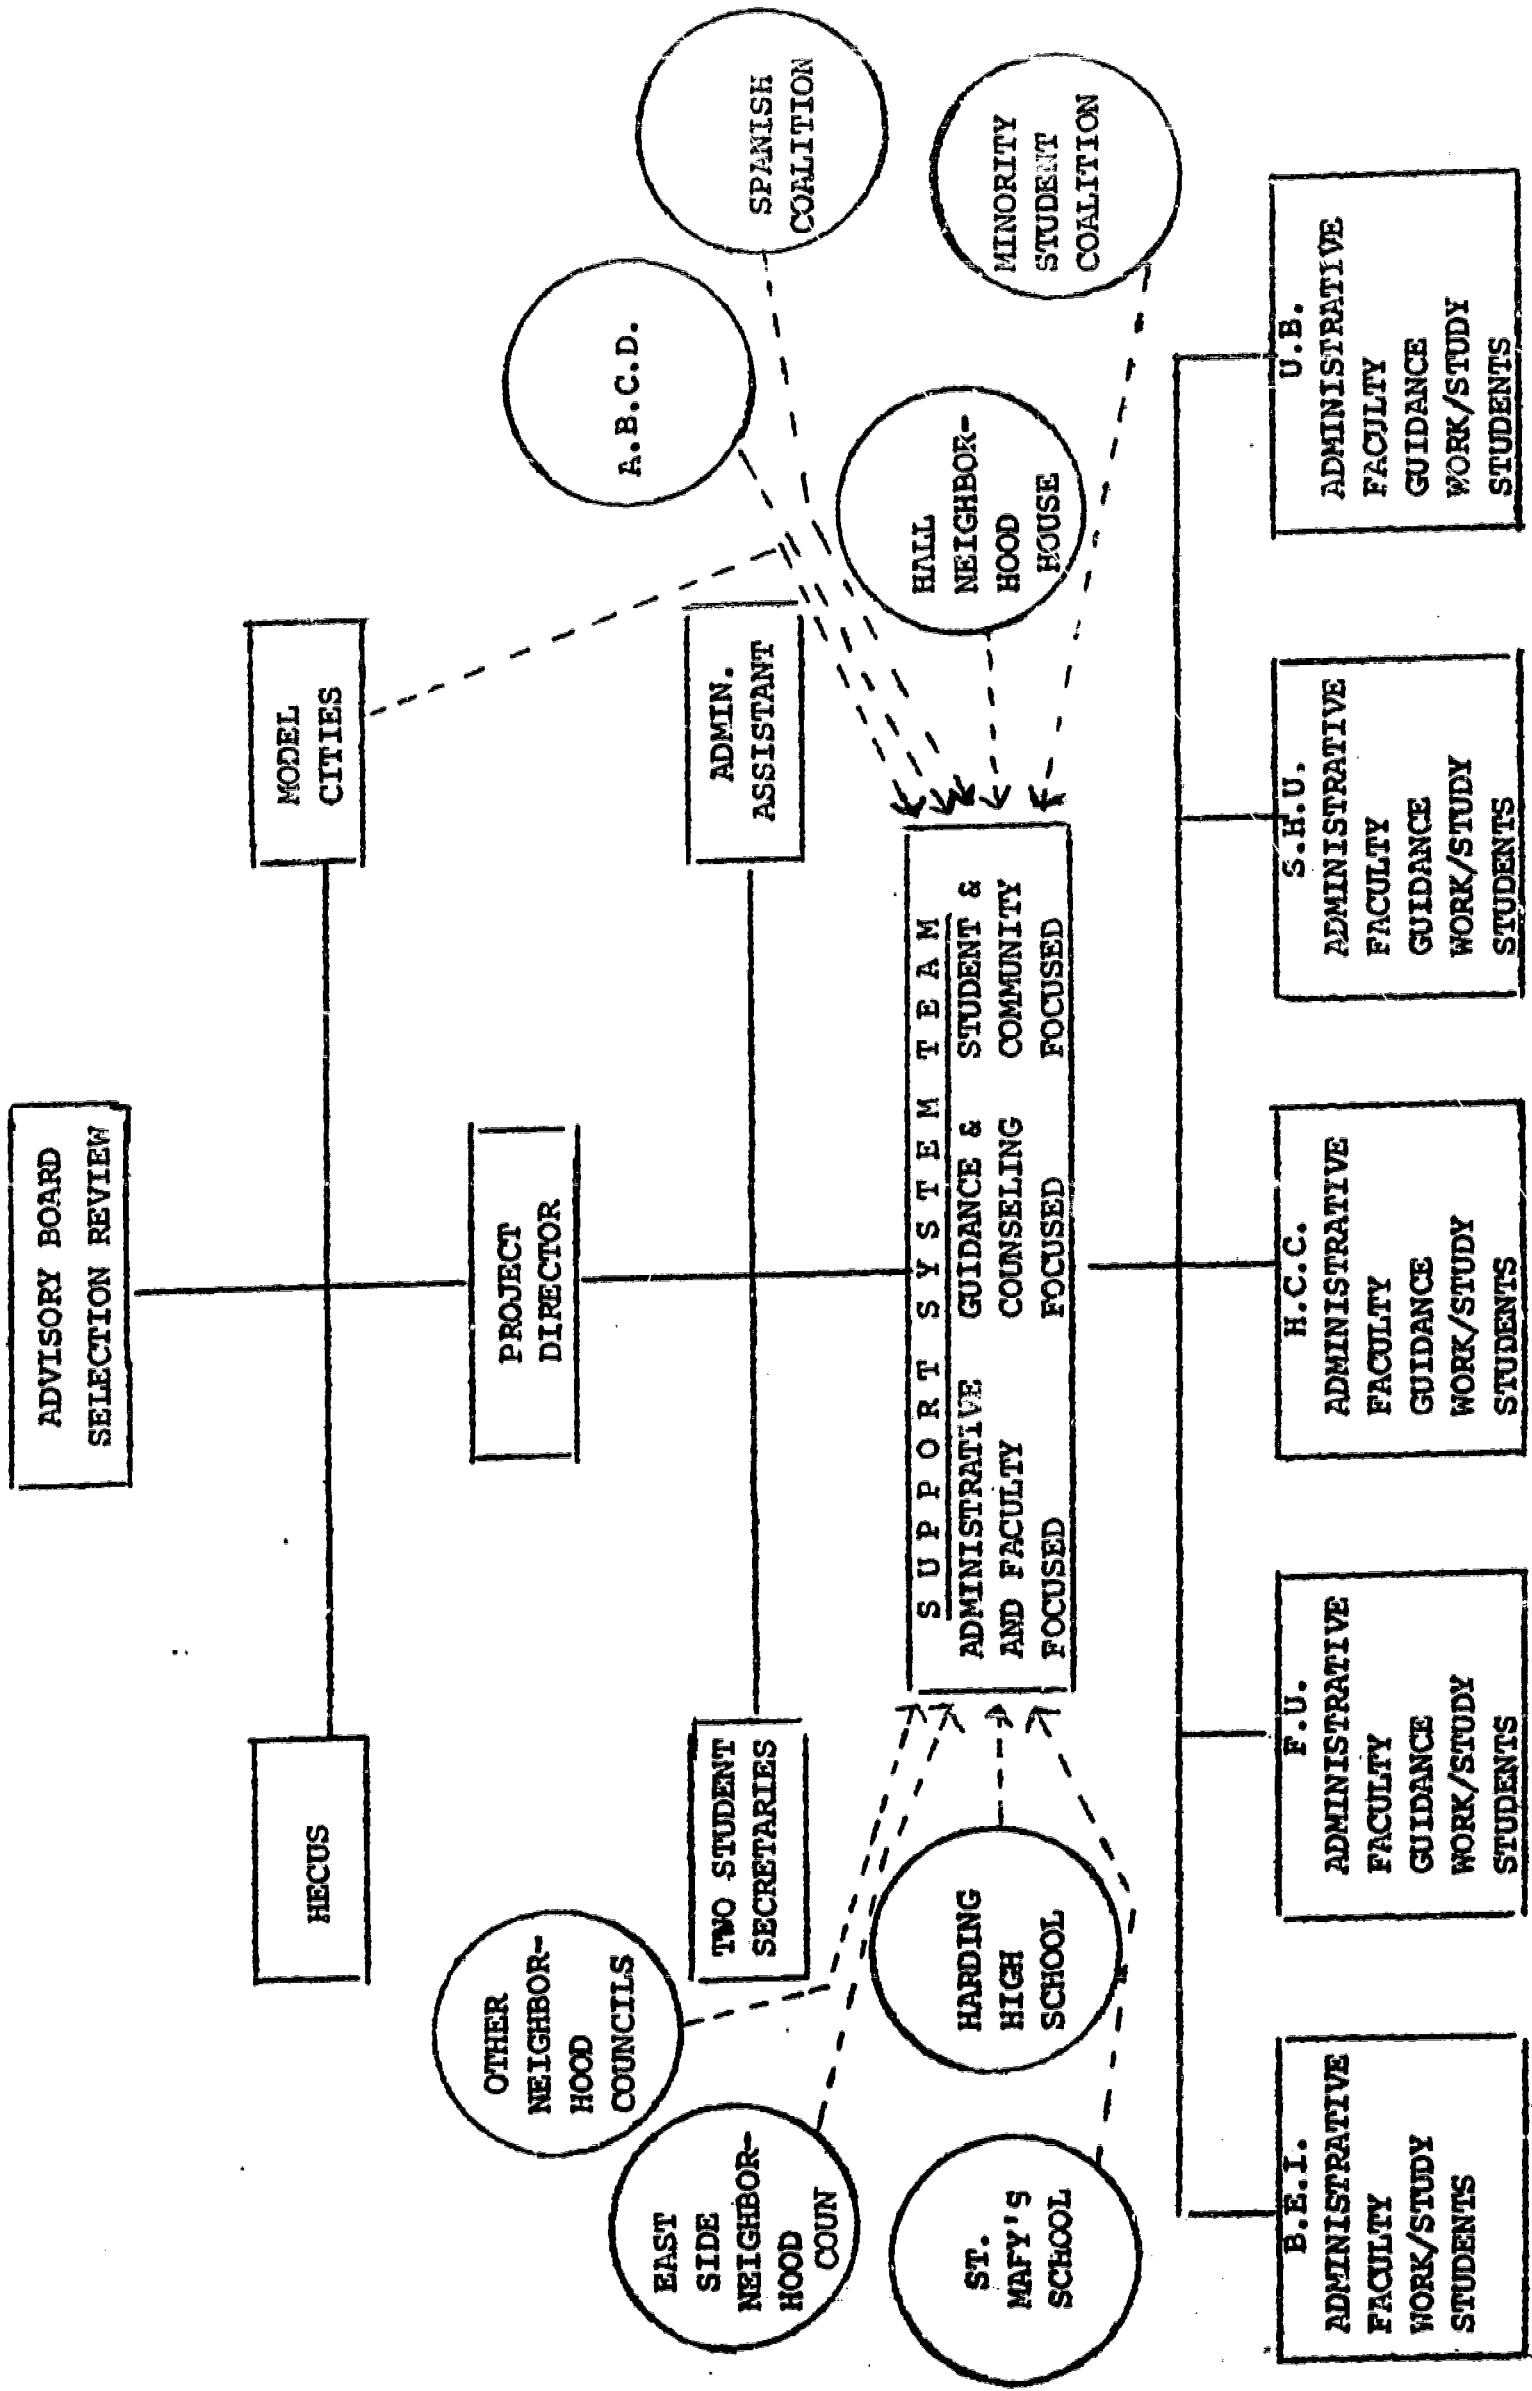 ADVISORY BOARD
SELECTION REVIEW
HECUS
MODEL
CITIES
PROJECT
DIRECTOR
OTHER
NEIGHBOR-
HOOD
COUNCILS
A.B.C.D.
EAST
SIDE
NEIGHBOR-
HOOD
COUN
TWO STUDENT
SECRETARIES
ADMIN.
ASSISTANT
SPANISH
COALITION
ST.
MAFY'S
SCHOOL
HARDING
HIGH
SCHOOL
SUPPORT SYSTEM TEAM
ADMINISTRATIVE GUIDANCE & STUDENT &
AND FACULTY COUNSELING COMMUNITY
FOCUSED FOCUSED FOCUSED
HALL
NEIGHBOR-
HOOD
HOUSE
MINORITY
STUDENT
COALITION
B.E.I.
ADMINISTRATIVE
FACULTY
WORK/STUDY
STUDENTS
F.U.
ADMINISTRATIVE
FACULTY
GUIDANCE
WORK/STUDY
STUDENTS
H.C.C.
ADMINISTRATIVE
FACULTY
GUIDANCE
WORK/STUDY
STUDENTS
S.H.U.
ADMINISTRATIVE
FACULTY
GUIDANCE
WORK/STUDY
STUDENTS
U.B.
ADMINISTRATIVE
FACULTY
GUIDANCE
WORK/STUDY
STUDENTS